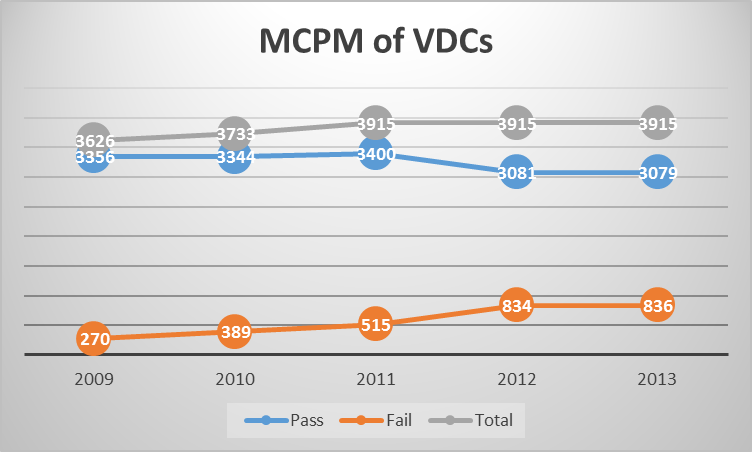 MCPM of VDCs
3626 3733 3915 3915 3915
3356 3344 3400 3081 3079
270 389 515 834 836
2009 2010 2011 2012 2013
Pass Fail Total